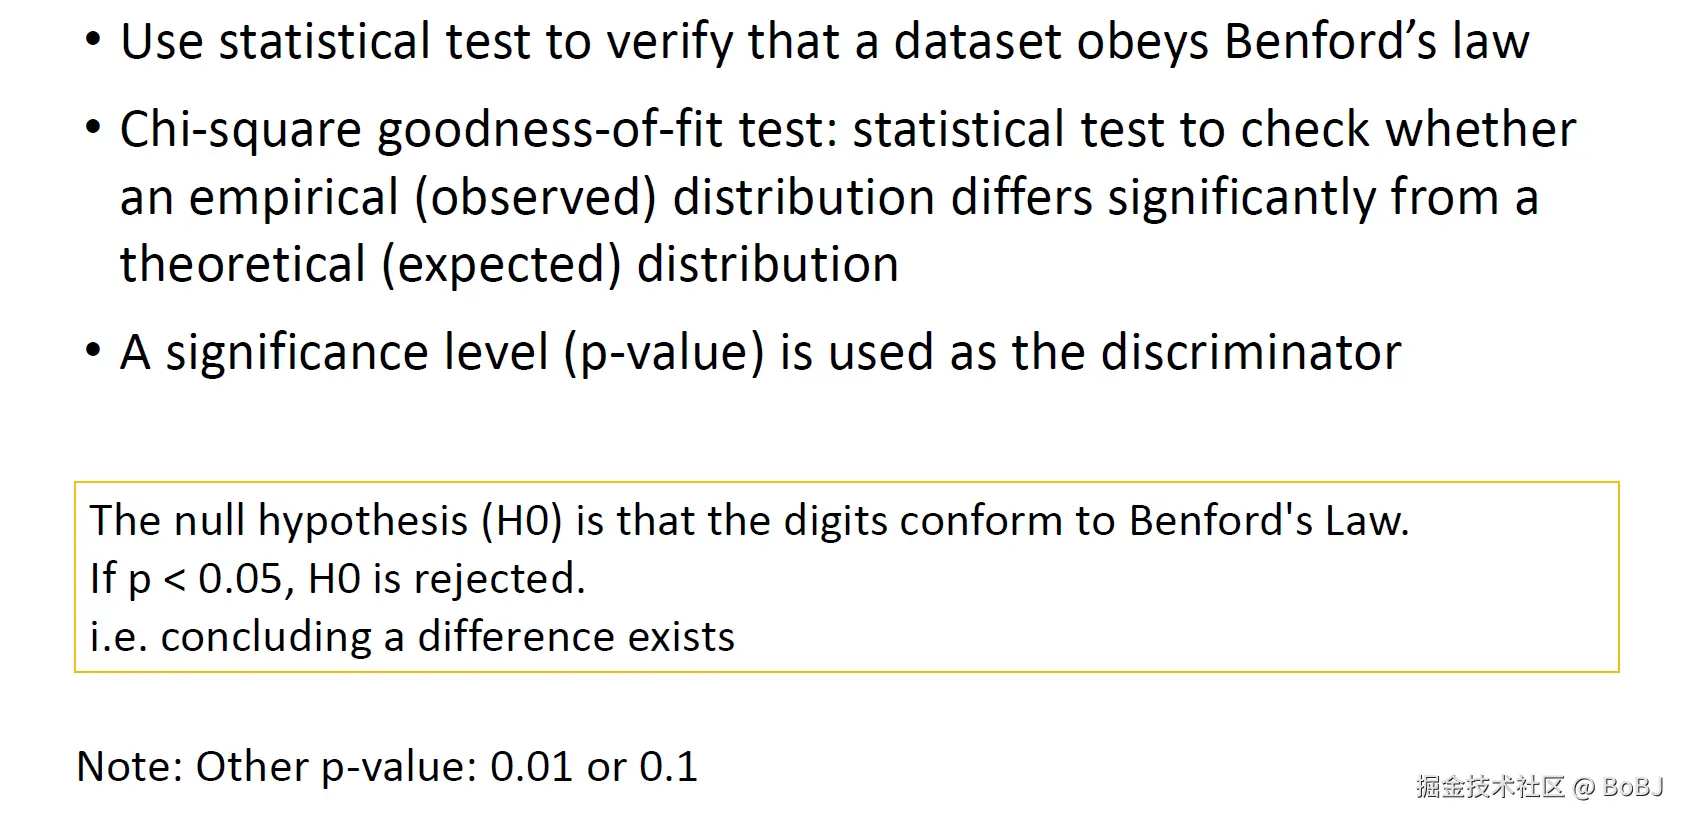 • Use statistical test to verify that a dataset obeys Benford’s law
• Chi-square goodness-of-fit test: statistical test to check whether
an empirical (observed) distribution differs significantly from a
theoretical (expected) distribution
• A significance level (p-value) is used as the discriminator
The null hypothesis (H0) is that the digits conform to Benford's Law.
If p < 0.05, H0 is rejected.
i.e. concluding a difference exists
Note: Other p-value: 0.01 or 0.1
掘金技术社区 @ BoBJ